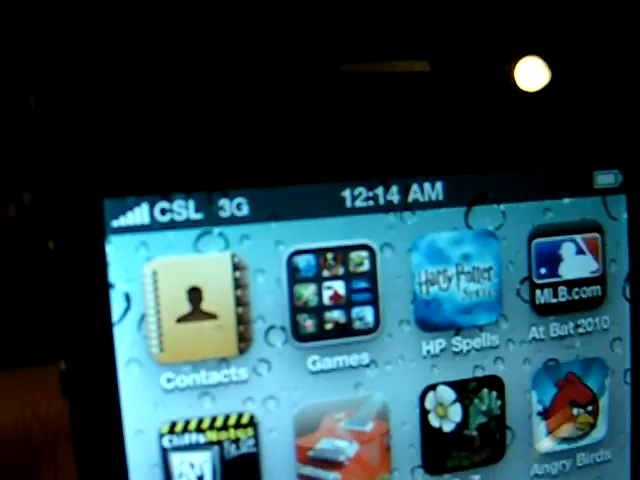 CSL 3G 12:14 AM
Harry Potter
Spells
MLB.com
Contacts
Games
HP Spells
At Bat 2010
CliffsNotes
Angry Birds